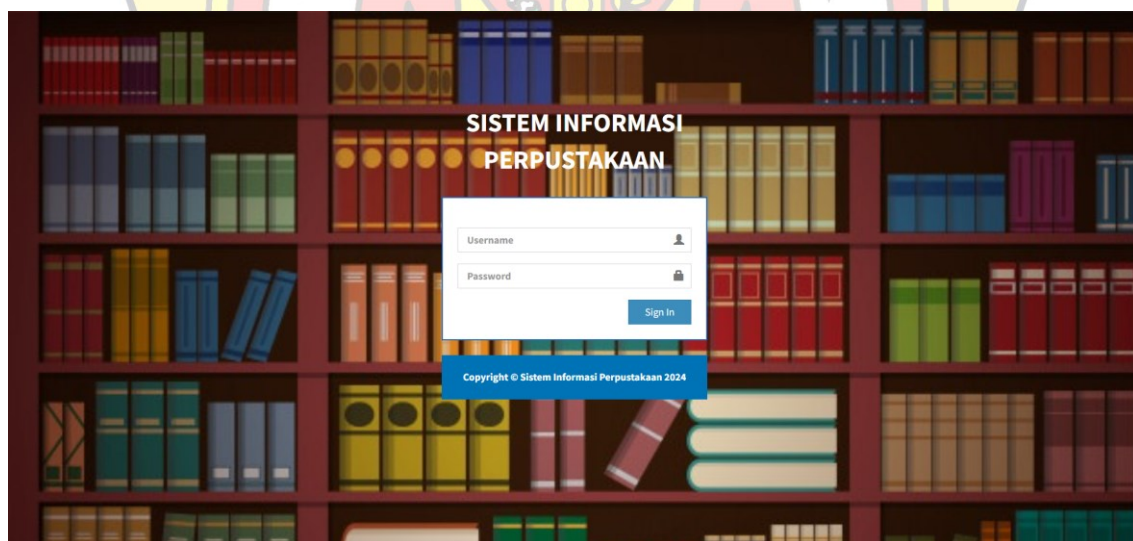 SISTEM INFORMASI
PERPUSTAKAAN
Username
Password
Sign In
Copyright © Sistem Informasi Perpustakaan 2024